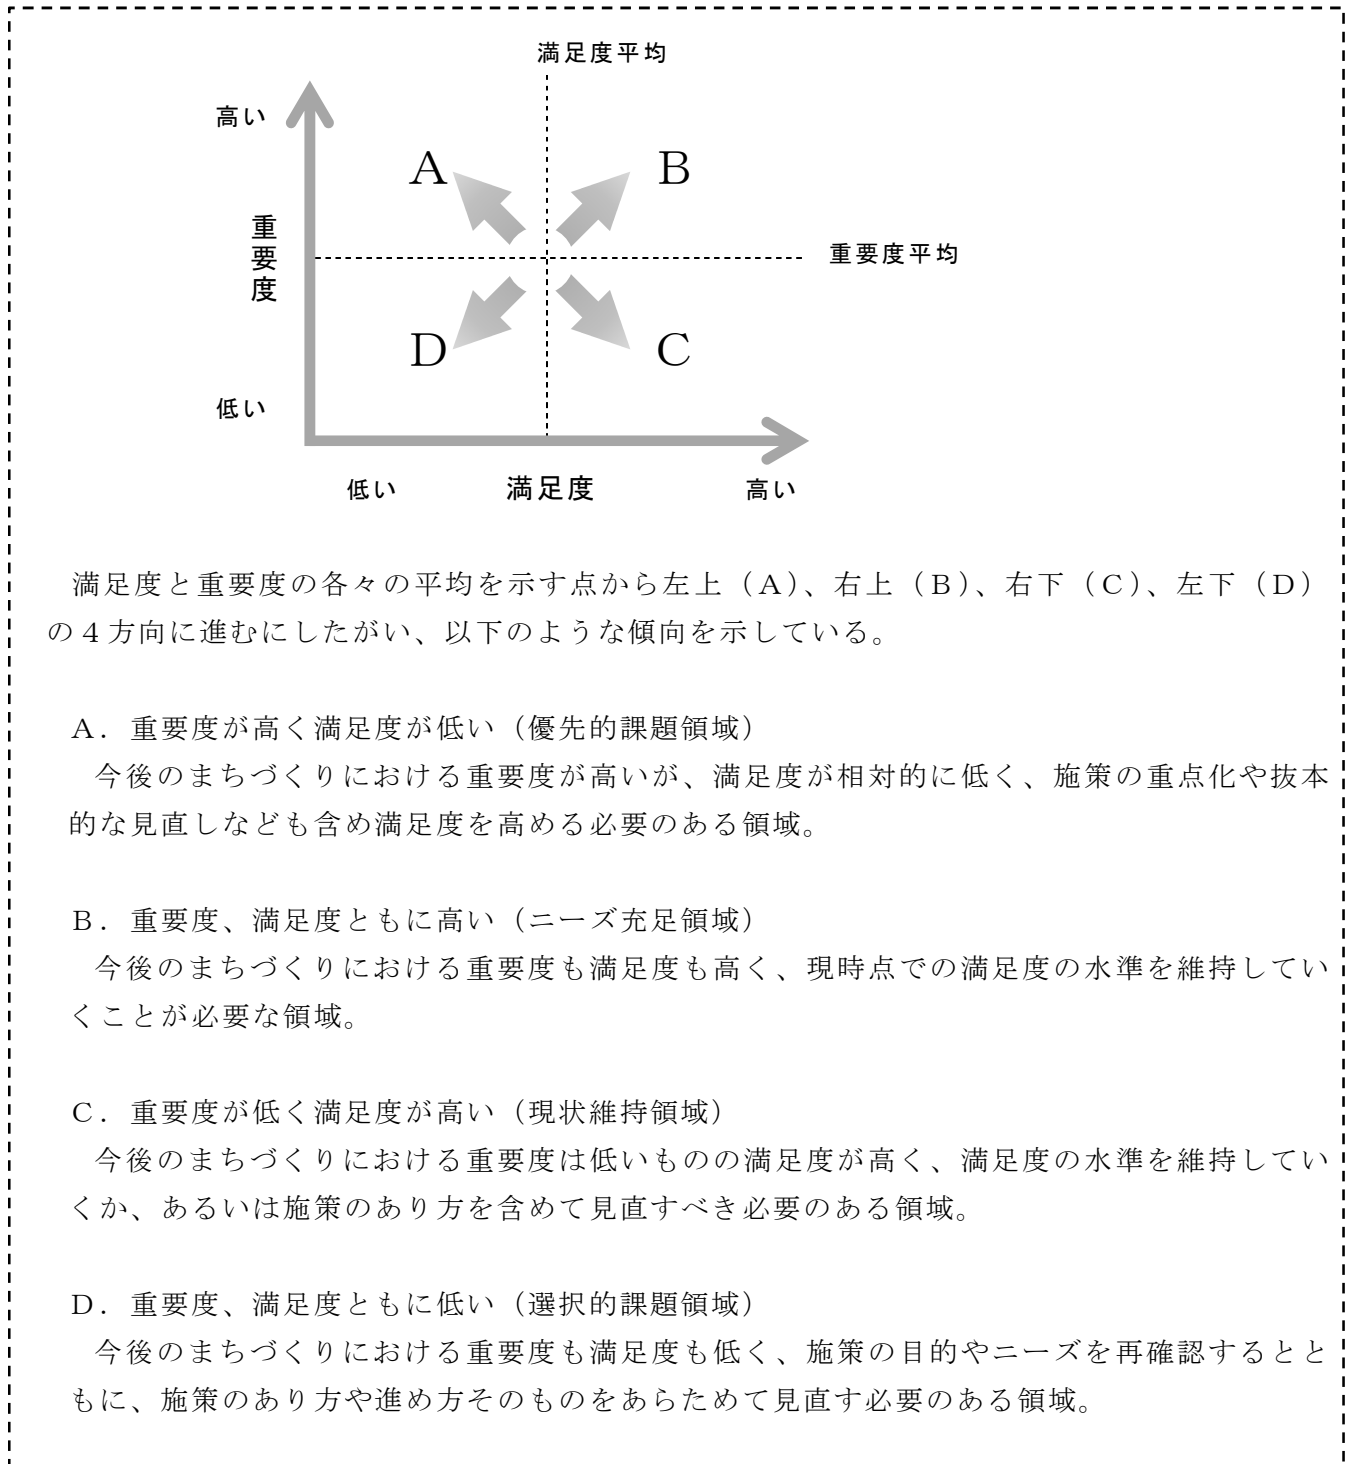 満足度平均
高い
A
B
重要度
重要度平均
D
C
低い
低い
満足度
高い
満足度と重要度の各々の平均を示す点から左上（A）、右上（B）、右下（C）、左下（D）
の４方向に進むにしたがい、以下のような傾向を示している。
A．重要度が高く満足度が低い（優先的課題領域）
今後のまちづくりにおける重要度が高いが、満足度が相対的に低く、施策の重点化や抜本
的な見直しなども含め満足度を高める必要のある領域。
B．重要度、満足度ともに高い（ニーズ充足領域）
今後のまちづくりにおける重要度も満足度も高く、現時点での満足度の水準を維持してい
くことが必要な領域。
C．重要度が低く満足度が高い（現状維持領域）
今後のまちづくりにおける重要度は低いものの満足度が高く、満足度の水準を維持してい
くか、あるいは施策のあり方を含めて見直すべき必要のある領域。
D．重要度、満足度ともに低い（選択的課題領域）
今後のまちづくりにおける重要度も満足度も低く、施策の目的やニーズを再確認するとと
もに、施策のあり方や進め方そのものをあらためて見直す必要のある領域。